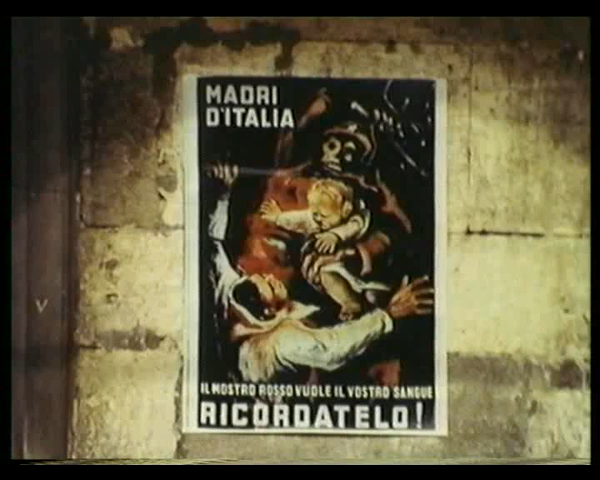 MADRI
D'ITALIA
IL MOSTRO ROSSO VUOLE IL VOSTRO SANGUE
RICORDATELO!